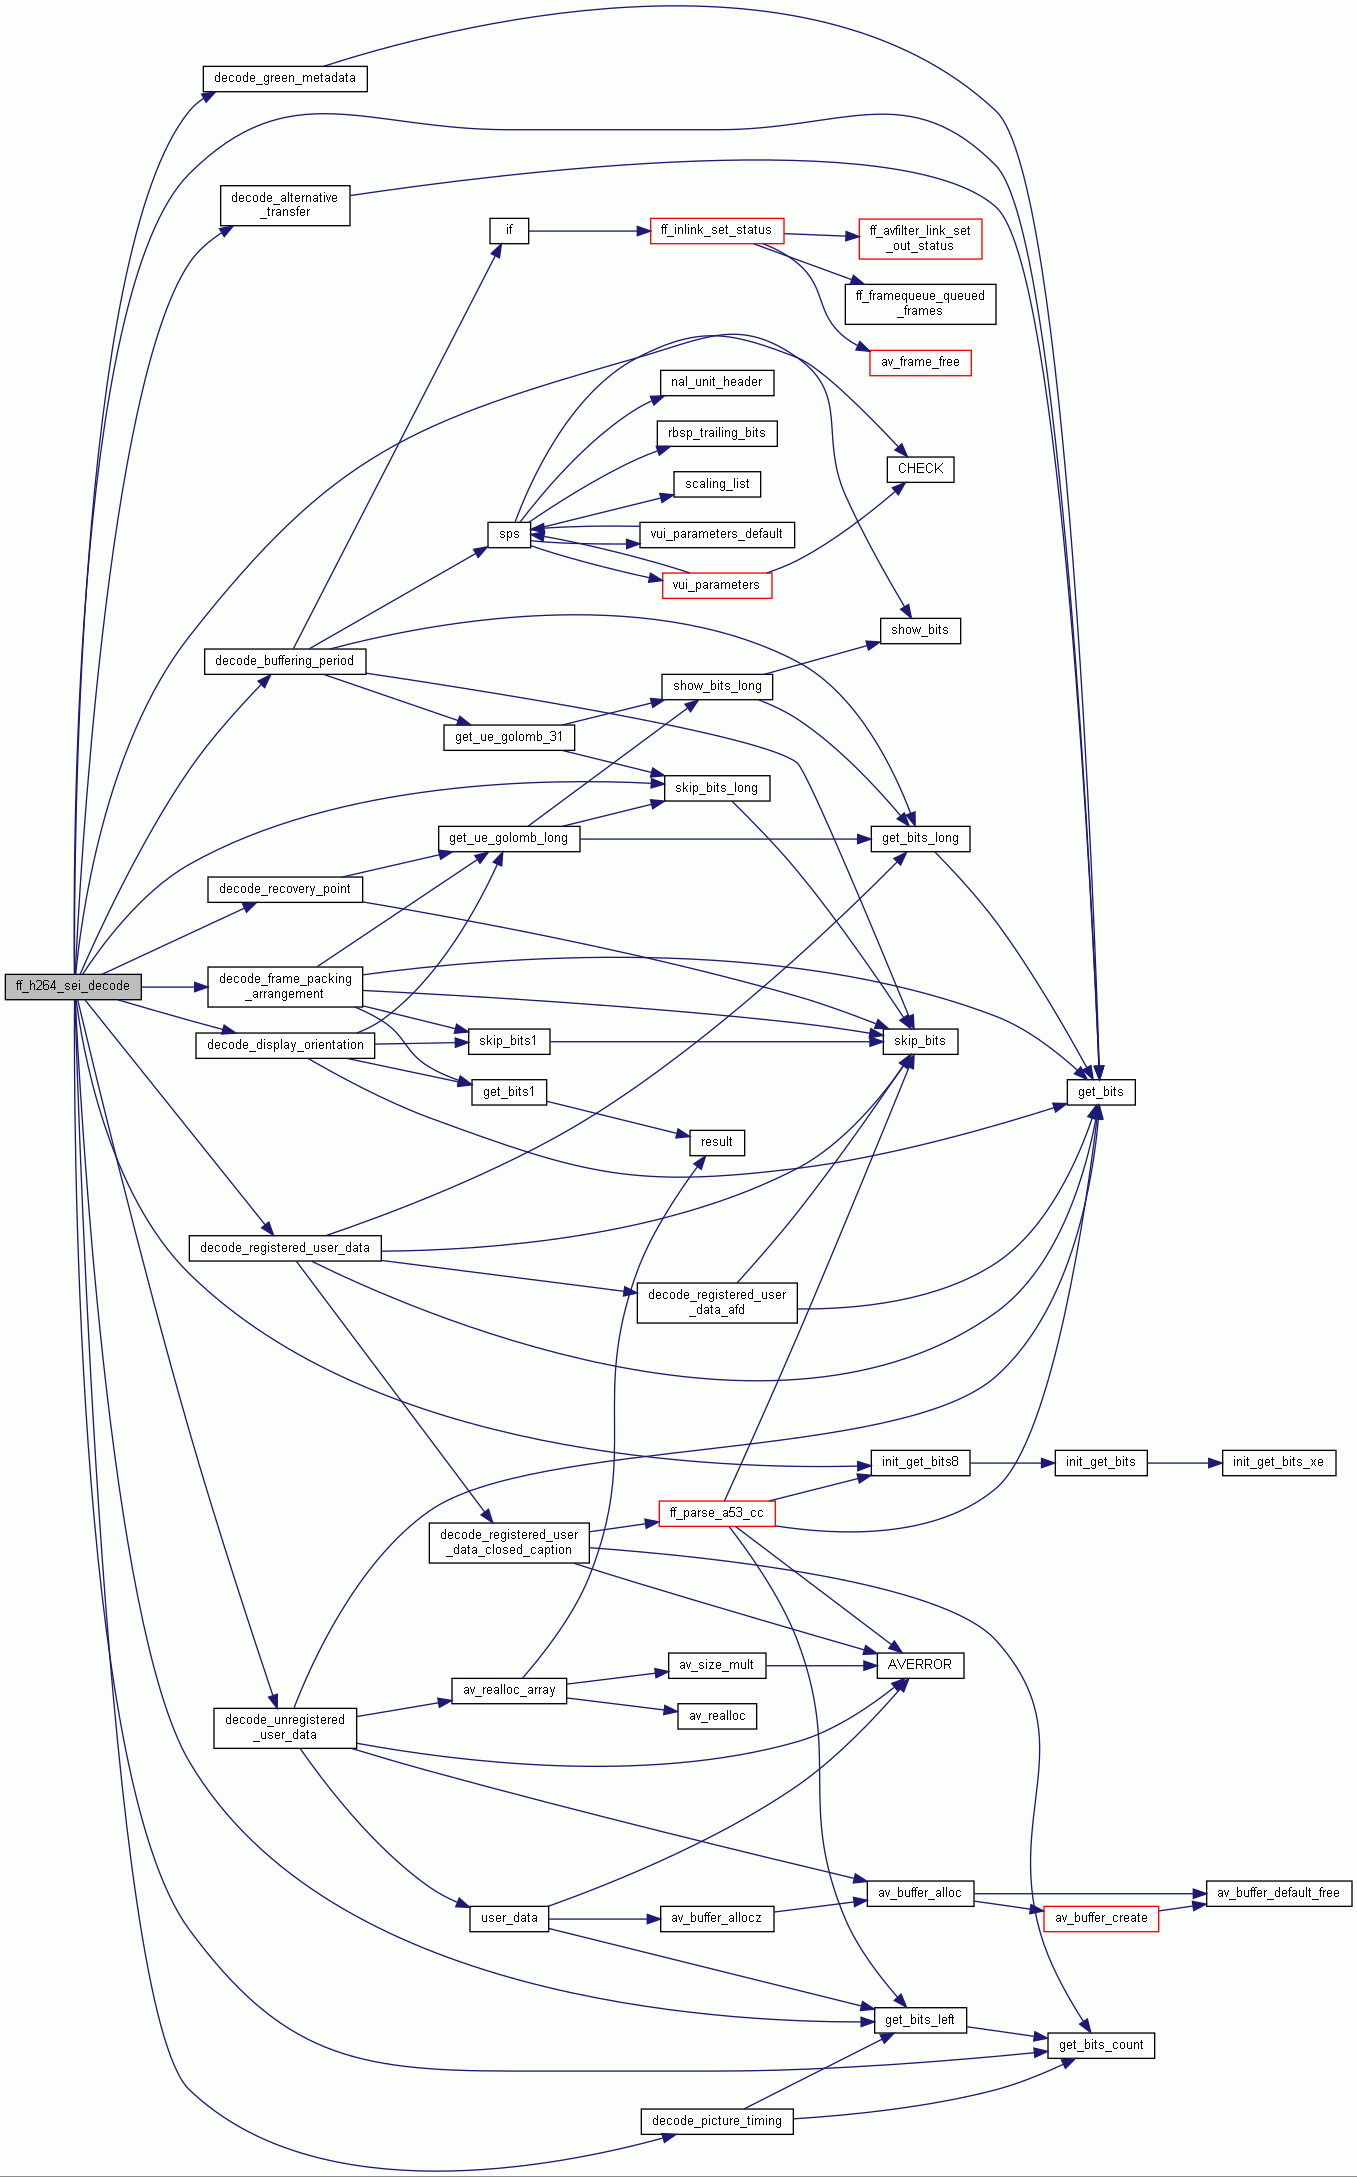 decode_green_metadata
decode_alternative
_transfer
if
ff_inlink_set_status
ff_avfilter_link_set
_out_status
ff_framequeue_queued
_frames
av_frame_free
nal_unit_header
rbsp_trailing_bits
CHECK
scaling_list
sps
vui_parameters_default
vui_parameters
show_bits
decode_buffering_period
show_bits_long
get_ue_golomb_31
skip_bits_long
get_ue_golomb_long
get_bits_long
decode_recovery_point
ff_h264_sei_decode
decode_frame_packing
_arrangement
decode_display_orientation
skip_bits1
skip_bits
get_bits1
get_bits
result
decode_registered_user_data
decode_registered_user
_data_afd
init_get_bits8
init_get_bits
init_get_bits_xe
ff_parse_a53_cc
decode_registered_user
_data_closed_caption
av_size_mult
AVERROR
av_realloc_array
av_realloc
decode_unregistered
_user_data
av_buffer_alloc
av_buffer_default_free
user_data
av_buffer_allocz
av_buffer_create
get_bits_left
get_bits_count
decode_picture_timing